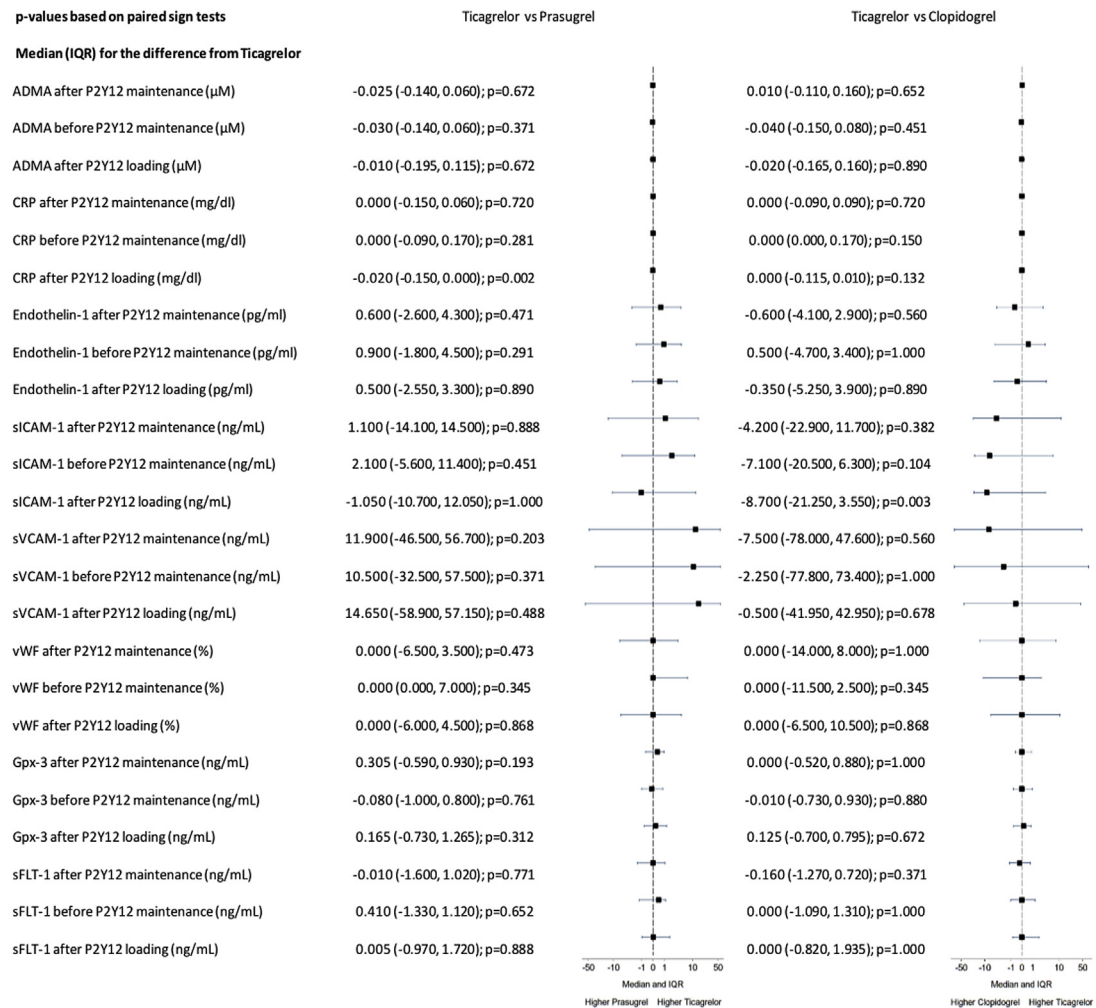 p-values based on paired sign tests Ticagrelor vs Prasugrel Ticagrelor vs Clopidogrel
Median (IQR) for the difference from Ticagrelor
ADMA after P2Y12 maintenance (µM) -0.025 (-0.140, 0.060); p=0.672 0.010 (-0.110, 0.160); p=0.652
ADMA before P2Y12 maintenance (µM) -0.030 (-0.140, 0.060); p=0.371 -0.040 (-0.150, 0.080); p=0.451
ADMA after P2Y12 loading (µM) -0.010 (-0.195, 0.115); p=0.672 -0.020 (-0.165, 0.160); p=0.890
CRP after P2Y12 maintenance (mg/dl) 0.000 (-0.150, 0.060); p=0.720 0.000 (-0.090, 0.090); p=0.720
CRP before P2Y12 maintenance (mg/dl) 0.000 (-0.090, 0.170); p=0.281 0.000 (0.000, 0.170); p=0.150
CRP after P2Y12 loading (mg/dl) -0.020 (-0.150, 0.000); p=0.002 0.000 (-0.115, 0.010); p=0.132
Endothelin-1 after P2Y12 maintenance (pg/ml) 0.600 (-2.600, 4.300); p=0.471 -0.600 (-4.100, 2.900); p=0.560
Endothelin-1 before P2Y12 maintenance (pg/ml) 0.900 (-1.800, 4.500); p=0.291 0.500 (-4.700, 3.400); p=1.000
Endothelin-1 after P2Y12 loading (pg/ml) 0.500 (-2.550, 3.300); p=0.890 -0.350 (-5.250, 3.900); p=0.890
sICAM-1 after P2Y12 maintenance (ng/mL) 1.100 (-14.100, 14.500); p=0.888 -4.200 (-22.900, 11.700); p=0.382
sICAM-1 before P2Y12 maintenance (ng/mL) 2.100 (-5.600, 11.400); p=0.451 -7.100 (-20.500, 6.300); p=0.104
sICAM-1 after P2Y12 loading (ng/mL) -1.050 (-10.700, 12.050); p=1.000 -8.700 (-21.250, 3.550); p=0.003
sVCAM-1 after P2Y12 maintenance (ng/mL) 11.900 (-46.500, 56.700); p=0.203 -7.500 (-78.000, 47.600); p=0.560
sVCAM-1 before P2Y12 maintenance (ng/mL) 10.500 (-32.500, 57.500); p=0.371 -2.250 (-77.800, 73.400); p=1.000
sVCAM-1 after P2Y12 loading (ng/mL) 14.650 (-58.900, 57.150); p=0.488 -0.500 (-41.950, 42.950); p=0.678
vWF after P2Y12 maintenance (%) 0.000 (-6.500, 3.500); p=0.473 0.000 (-14.000, 8.000); p=1.000
vWF before P2Y12 maintenance (%) 0.000 (0.000, 7.000); p=0.345 0.000 (-11.500, 2.500); p=0.345
vWF after P2Y12 loading (%) 0.000 (-6.000, 4.500); p=0.868 0.000 (-6.500, 10.500); p=0.868
Gpx-3 after P2Y12 maintenance (ng/mL) 0.305 (-0.590, 0.930); p=0.193 0.000 (-0.520, 0.880); p=1.000
Gpx-3 before P2Y12 maintenance (ng/mL) -0.080 (-1.000, 0.800); p=0.761 -0.010 (-0.730, 0.930); p=0.880
Gpx-3 after P2Y12 loading (ng/mL) 0.165 (-0.730, 1.265); p=0.312 0.125 (-0.700, 0.795); p=0.672
sFLT-1 after P2Y12 maintenance (ng/mL) -0.010 (-1.600, 1.020); p=0.771 -0.160 (-1.270, 0.720); p=0.371
sFLT-1 before P2Y12 maintenance (ng/mL) 0.410 (-1.330, 1.120); p=0.652 0.000 (-1.090, 1.310); p=1.000
sFLT-1 after P2Y12 loading (ng/mL) 0.005 (-0.970, 1.720); p=0.888 0.000 (-0.820, 1.935); p=1.000
-50 -10 -1 0 1 10 50 -50 -10 -1 0 1 10 50
Median and IQR Median and IQR
Higher Prasugrel Higher Ticagrelor Higher Clopidogrel Higher Ticagrelor